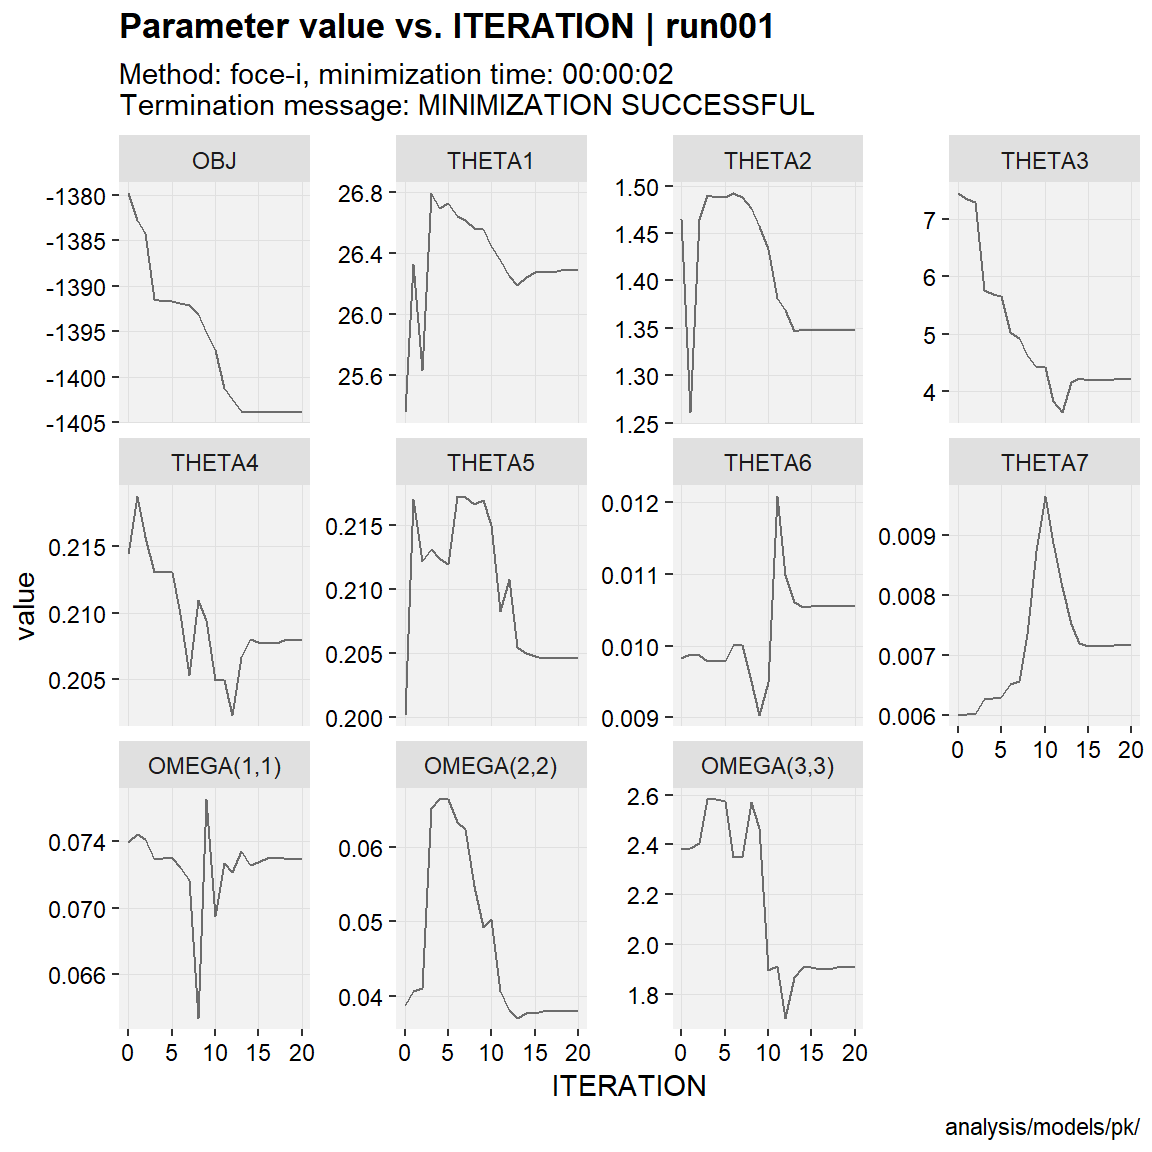 Parameter value vs. ITERATION | run001
Method: foce-i, minimization time: 00:00:02
Termination message: MINIMIZATION SUCCESSFUL
OBJ
THETA1
THETA2
THETA3
-1380
-1385
-1390
-1395
-1400
-1405
26.8
26.4
26.0
25.6
1.50
1.45
1.40
1.35
1.30
1.25
7
6
5
4
THETA4
THETA5
THETA6
THETA7
0.215
0.210
0.205
0.215
0.210
0.205
0.200
0.012
0.011
0.010
0.009
0.009
0.008
0.007
0.006
0 5 10 15 20
value
OMEGA(1,1)
OMEGA(2,2)
OMEGA(3,3)
0.074
0.070
0.066
0.06
0.05
0.04
2.6
2.4
2.2
2.0
1.8
0 5 10 15 20
0 5 10 15 20
0 5 10 15 20
ITERATION
analysis/models/pk/